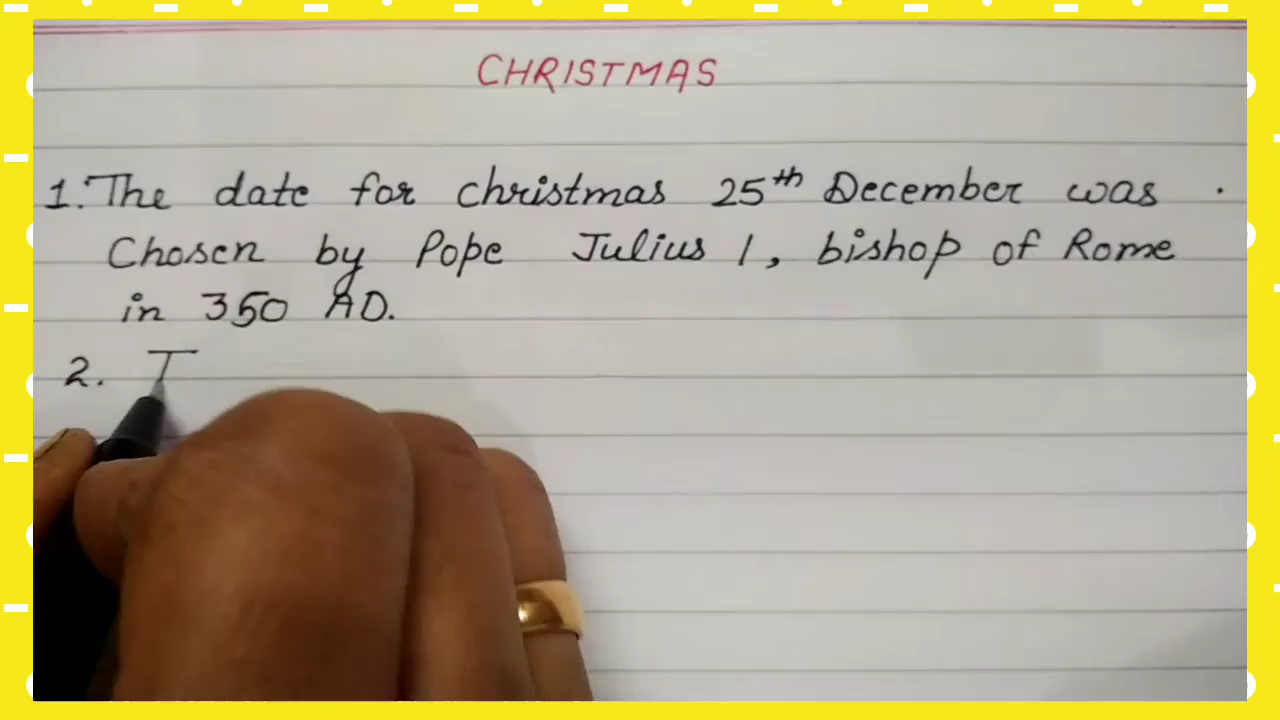 CHRISTMAS
1. The date for christmas 25th December was
Chosen by Pope Julius 1, bishop of Rome
in 350 AD.
2. T